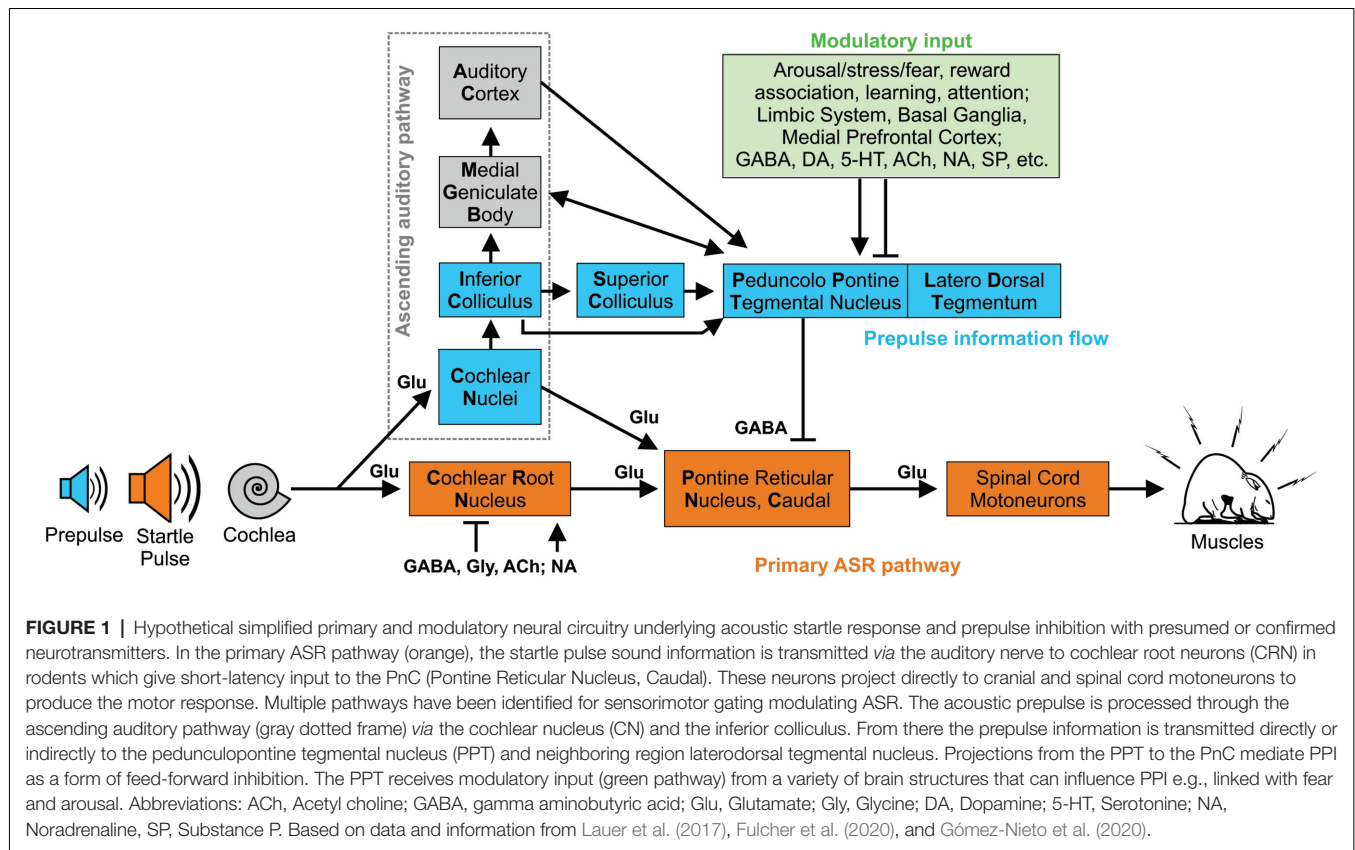 Ascending auditory pathway
Auditory
Cortex
Medial
Geniculate
Body
Inferior
Colliculus
Superior
Colliculus
Cochlear
Nuclei
Modulatory input
Arousal/stress/fear, reward
association, learning, attention;
Limbic System, Basal Ganglia,
Medial Prefrontal Cortex;
GABA, DA, 5-HT, ACh, NA, SP, etc.
Peduncolo Pontine
Tegmental Nucleus
Latero Dorsal
Tegmentum
Prepulse information flow
Glu
Glu
GABA
Prepulse
Startle
Pulse
Cochlea
Glu
Cochlear Root
Nucleus
Glu
Pontine Reticular
Nucleus, Caudal
Glu
Spinal Cord
Motoneurons
Muscles
GABA, Gly, ACh; NA
Primary ASR pathway
FIGURE 1 | Hypothetical simplified primary and modulatory neural circuitry underlying acoustic startle response and prepulse inhibition with presumed or confirmed
neurotransmitters. In the primary ASR pathway (orange), the startle pulse sound information is transmitted via the auditory nerve to cochlear root neurons (CRN) in
rodents which give short-latency input to the PnC (Pontine Reticular Nucleus, Caudal). These neurons project directly to cranial and spinal cord motoneurons to
produce the motor response. Multiple pathways have been identified for sensorimotor gating modulating ASR. The acoustic prepulse is processed through the
ascending auditory pathway (gray dotted frame) via the cochlear nucleus (CN) and the inferior colliculus. From there the prepulse information is transmitted directly or
indirectly to the pedunculopontine tegmental nucleus (PPT) and neighboring region laterodorsal tegmental nucleus. Projections from the PPT to the PnC mediate PPI
as a form of feed-forward inhibition. The PPT receives modulatory input (green pathway) from a variety of brain structures that can influence PPI e.g., linked with fear
and arousal. Abbreviations: ACh, Acetyl choline; GABA, gamma aminobutyric acid; Glu, Glutamate; Gly, Glycine; DA, Dopamine; 5-HT, Serotonine; NA,
Noradrenaline, SP, Substance P. Based on data and information from Lauer et al. (2017), Fulcher et al. (2020), and Gómez-Nieto et al. (2020).